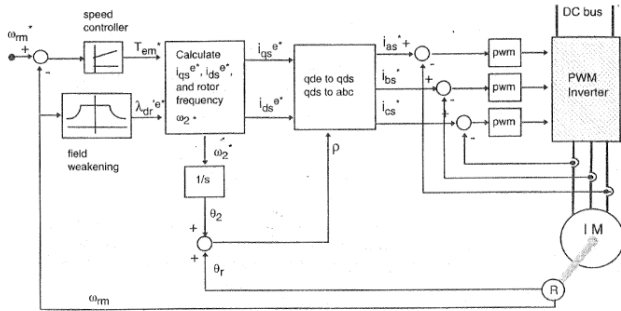 DC bus
speed
controller
ω_rm*
+
-
T_em*
Calculate
i_qs^e*, i_ds^e*,
and rotor
frequency
ω_2*
i_qs^e*
i_ds^e*
qde to qds
qds to abc
i_as* +
-
pwm
i_bs* +
-
pwm
i_cs* +
-
pwm
PWM
Inverter
λ_dr'^e*
field
weakening
ω_2*
ρ
1/s
θ_2
+
+
θ_r
I M
R
ω_rm